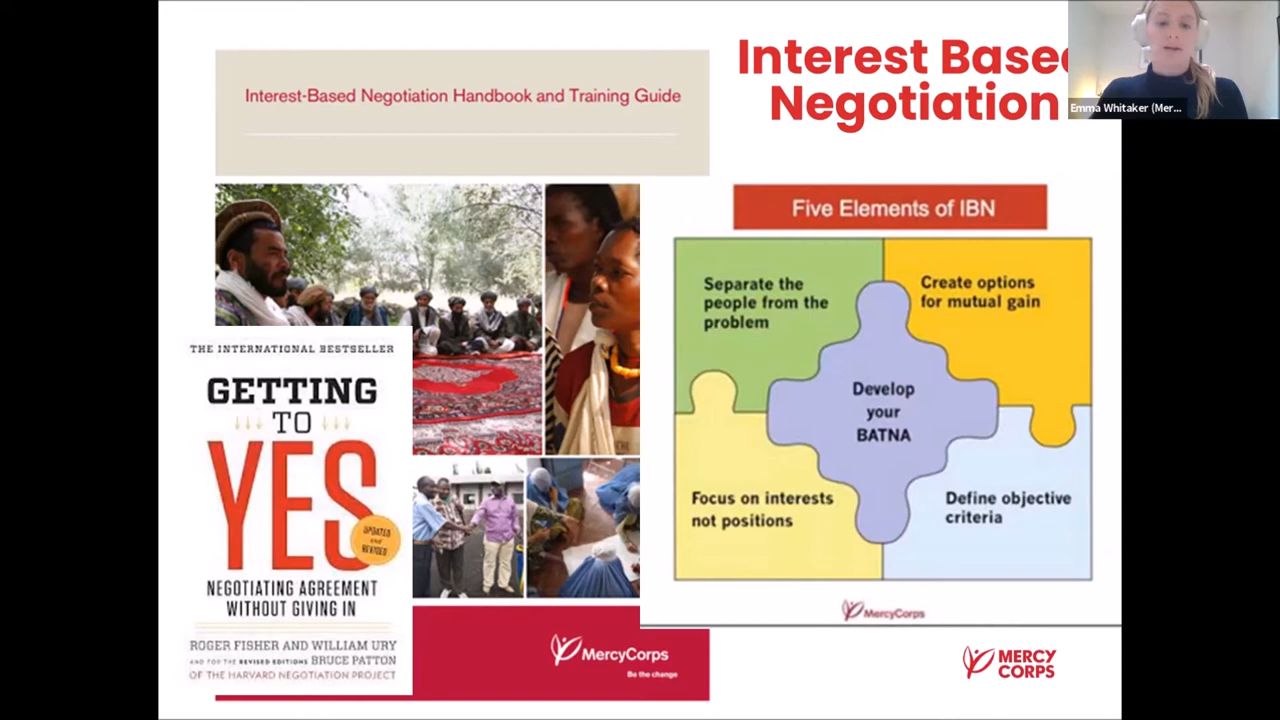 Interest-Based Negotiation Handbook and Training Guide
Interest Base
Negotiation
Emma Whitaker (Mer...
Five Elements of IBN
Separate the
people from the
problem
Create options
for mutual gain
Develop
your
BATNA
Focus on interests
not positions
Define objective
criteria
MercyCorps
THE INTERNATIONAL BESTSELLER
GETTING
TO
YES
UPDATED
and
REVISED
NEGOTIATING AGREEMENT
WITHOUT GIVING IN
ROGER FISHER AND WILLIAM URY
AND FOR THE REVISED EDITIONS BRUCE PATTON
OF THE HARVARD NEGOTIATION PROJECT
MercyCorps
Be the change
MERCY
CORPS